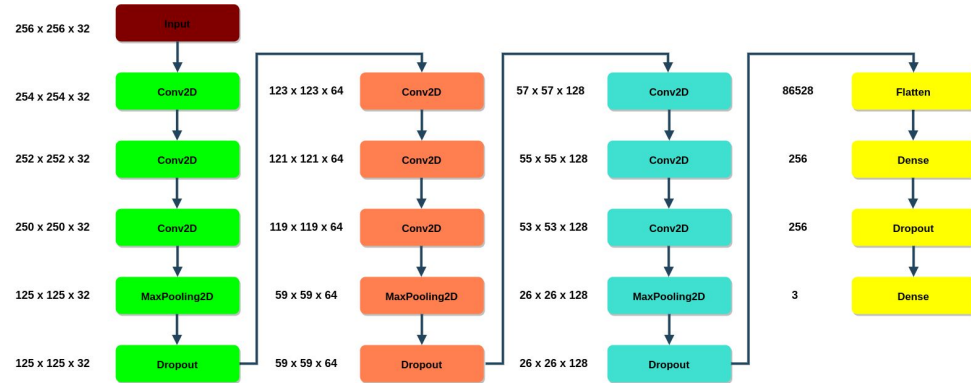 256 x 256 x 32
Input
254 x 254 x 32
Conv2D
252 x 252 x 32
Conv2D
250 x 250 x 32
Conv2D
125 x 125 x 32
MaxPooling2D
125 x 125 x 32
Dropout
123 x 123 x 64
Conv2D
121 x 121 x 64
Conv2D
119 x 119 x 64
Conv2D
59 x 59 x 64
MaxPooling2D
59 x 59 x 64
Dropout
57 x 57 x 128
Conv2D
55 x 55 x 128
Conv2D
53 x 53 x 128
Conv2D
26 x 26 x 128
MaxPooling2D
26 x 26 x 128
Dropout
86528
Flatten
256
Dense
256
Dropout
3
Dense